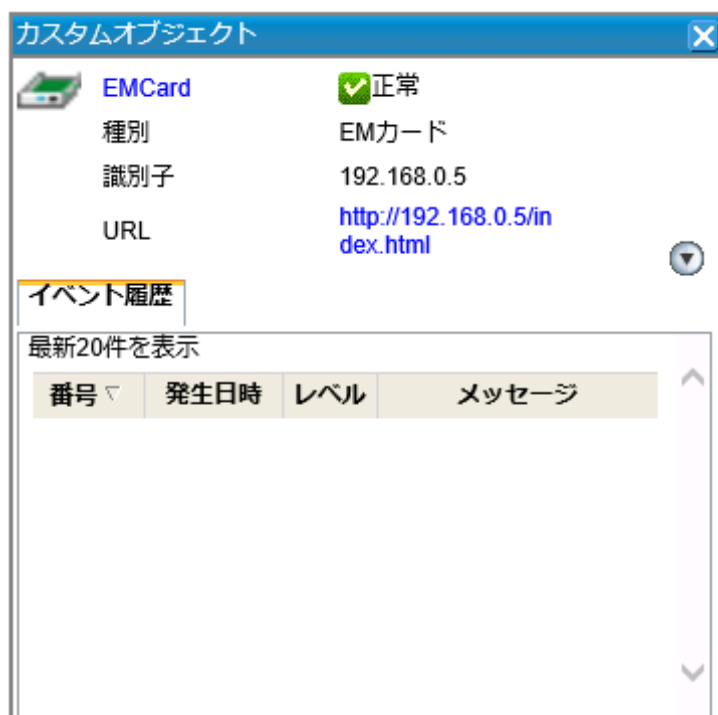 カスタムオブジェクト
EMCard 正常
種別 EMカード
識別子 192.168.0.5
URL http://192.168.0.5/in
dex.html
イベント履歴
最新20件を表示
番号 発生日時 レベル メッセージ